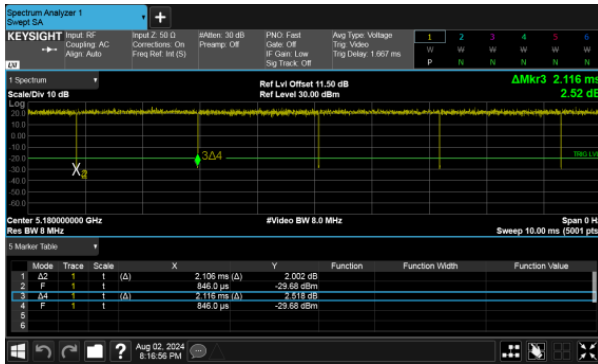 Spectrum Analyzer 1
Swept SA
+
KEYSIGHT Input: RF Input Z: 50 Ω #Atten: 30 dB PNO: Fast Avg Type: Voltage 1 2 3 4 5 6
Coupling: AC Corrections: On Preamp: Off Gate: Off Trig: Video W W W W W W
Align: Auto Freq Ref: Int (S) IF Gain: Low Trig Delay: 1.667 ms P N N N N N
Sig Track: Off
LXI
1 Spectrum Ref Lvl Offset 11.50 dB ΔMkr3 2.116 ms
Scale/Div 10 dB Ref Level 30.00 dBm 2.52 dB
Log
20.0
10.0
0.00
-10.0
-20.0 3Δ4 TRIG LVL
-30.0 X2
-40.0
-50.0
-60.0
Center 5.180000000 GHz #Video BW 8.0 MHz Span 0 Hz
Res BW 8 MHz Sweep 10.00 ms (5001 pts)
5 Marker Table
Mode Trace Scale X Y Function Function Width Function Value
1 Δ2 1 t (Δ) 2.106 ms (Δ) 2.002 dB
2 F 1 t 846.0 µs -29.68 dBm
3 Δ4 1 t (Δ) 2.116 ms (Δ) 2.518 dB
4 F 1 t 846.0 µs -29.68 dBm
5
6
? Aug 02, 2024
8:16:56 PM